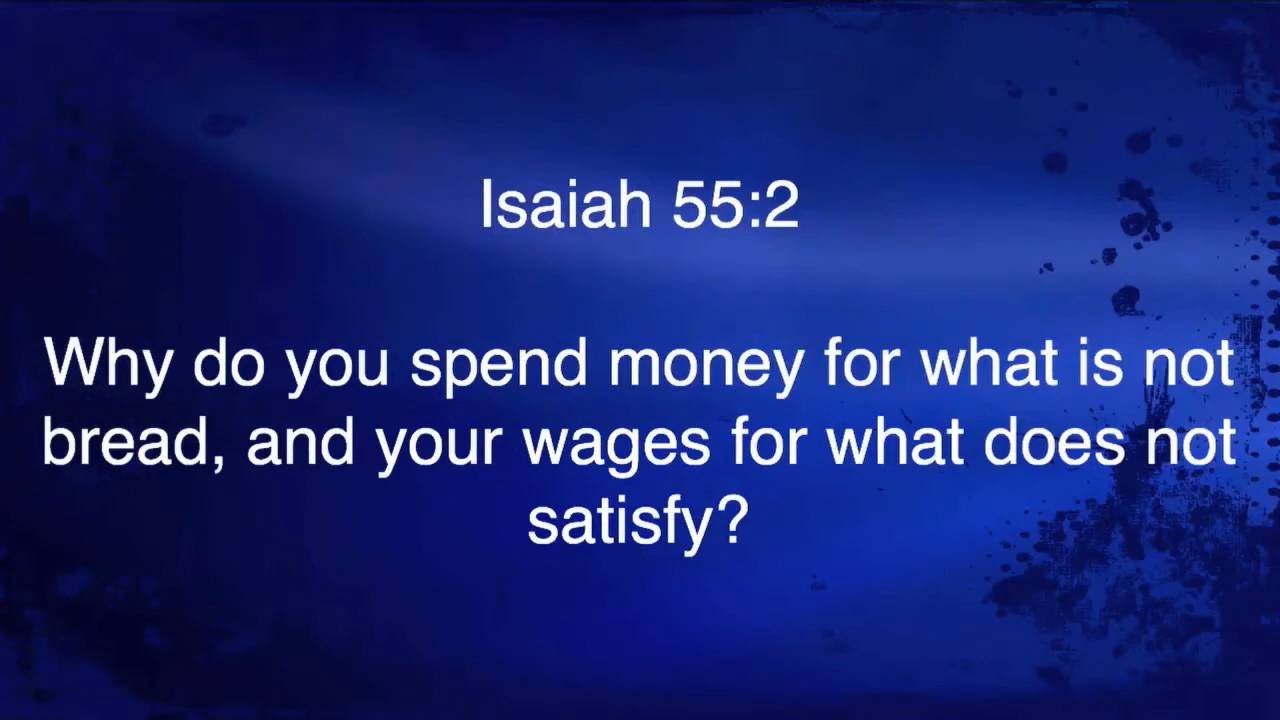 Isaiah 55:2
Why do you spend money for what is not
bread, and your wages for what does not
satisfy?